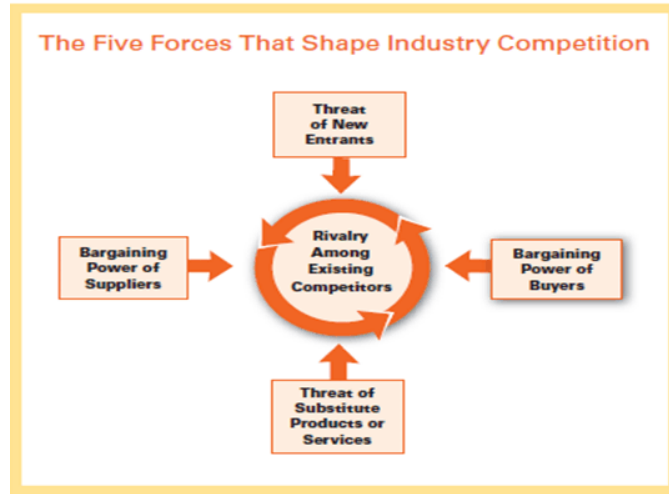 The Five Forces That Shape Industry Competition
Threat
of New
Entrants
Bargaining
Power of
Suppliers
Rivalry
Among
Existing
Competitors
Bargaining
Power of
Buyers
Threat of
Substitute
Products or
Services